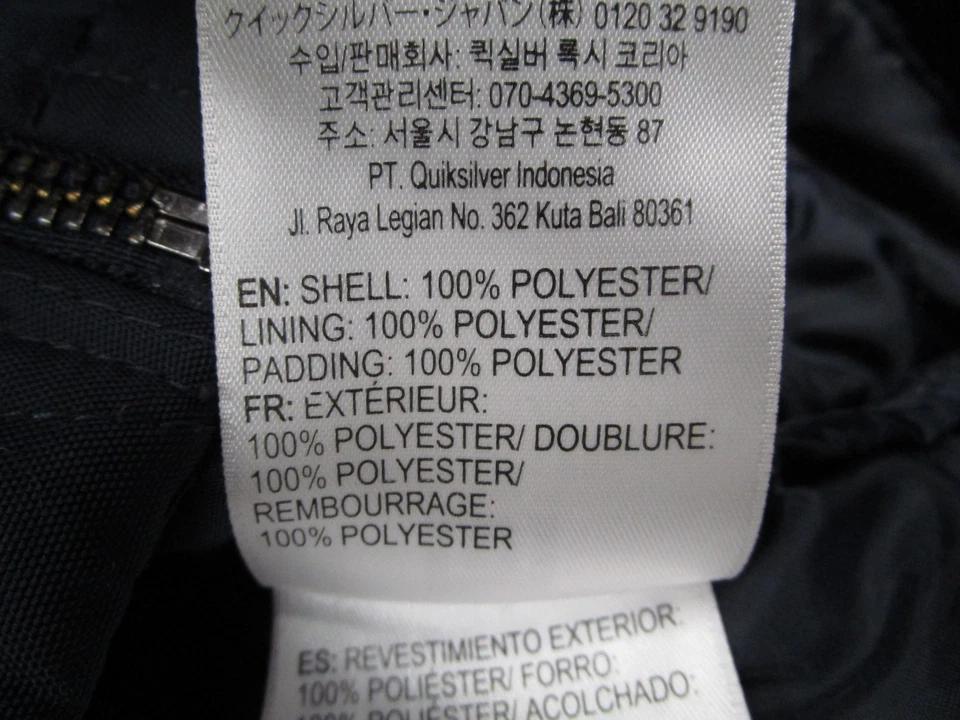 クイックシルバー・ジャパン(株) 0120 32 9190
수입/판매회사: 퀵실버 록시 코리아
고객관리센터: 070-4369-5300
주소: 서울시 강남구 논현동 87
PT. Quiksilver Indonesia
Jl. Raya Legian No. 362 Kuta Bali 80361
EN: SHELL: 100% POLYESTER/
LINING: 100% POLYESTER/
PADDING: 100% POLYESTER
FR: EXTÉRIEUR:
100% POLYESTER/ DOUBLURE:
100% POLYESTER/
REMBOURRAGE:
100% POLYESTER
ES: REVESTIMIENTO EXTERIOR:
100% POLIÉSTER/ FORRO:
100% POLIÉSTER/ ACOLCHADO: